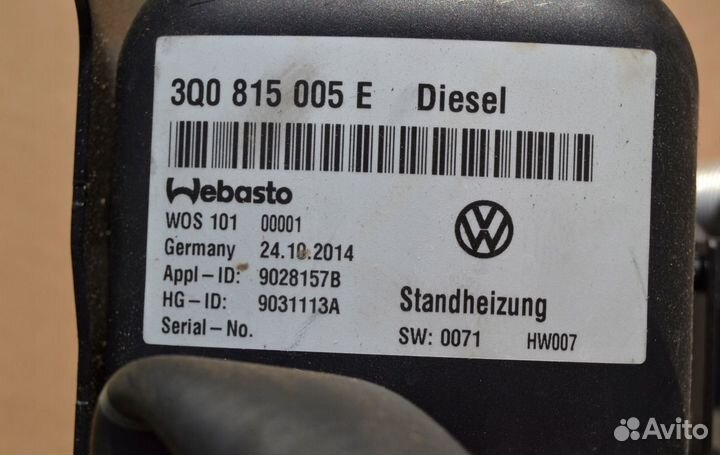 3Q0 815 005 E Diesel
Webasto
WOS 101 00001
Germany 24.10.2014
Appl-ID: 9028157B
HG-ID: 9031113A
Serial-No.
VW
Standheizung
SW: 0071 HW007
Avito